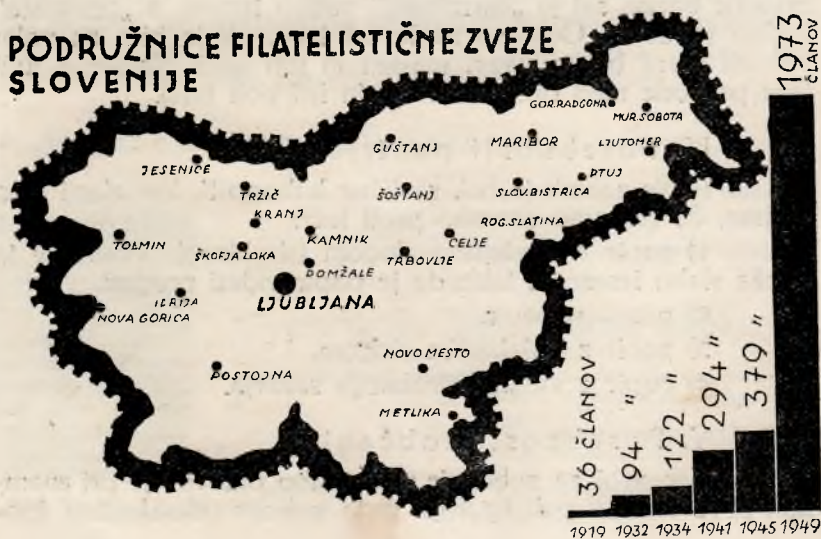 PODRUŽNICE FILATELISTIČNE ZVEZE
SLOVENIJE
GOR.RADGONA
MUR.SOBOTA
GUŠTANJ
MARIBOR
LJUTOMER
JESENICE
PTUJ
TRŽIČ
ŠOŠTANJ
SLOV.BISTRICA
KRANJ
ROG.SLATINA
TOLMIN
KAMNIK
CELJE
ŠKOFJA LOKA
TRBOVLJE
DOMŽALE
LJUBLJANA
IDRIJA
NOVA GORICA
NOVO MESTO
POSTOJNA
METLIKA
36 ČLANOV
94 "
122 "
294 "
379 "
1973
ČLANOV
1919 1932 1934 1941 1945 1949